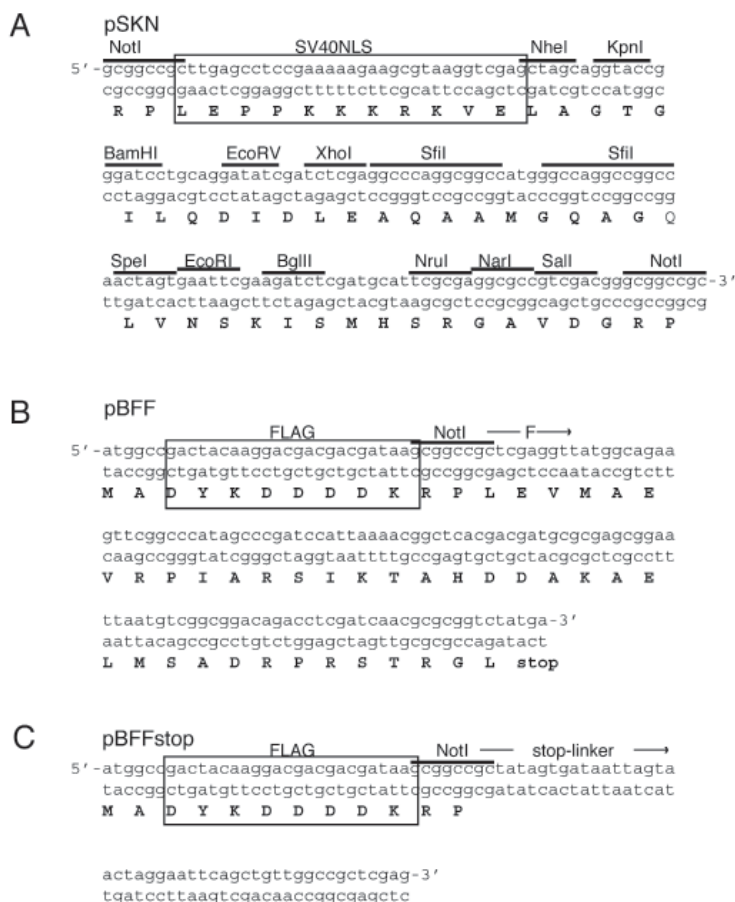 A
pSKN
NotI SV40NLS NheI KpnI
5'-gcggccgcttgagcctccgaaaaagaagcgtaaggtcgagctagcaggtaccg
cgccggcgaactcggaggctttttcttcgcattccagctcgatcgtccatggc
R P L E P P K K K R K V E L A G T G
BamHI EcoRV XhoI SfiI SfiI
ggatcctgcaggatatcgatctcgaggcccaggcggccatgggccaggccggcc
cctaggacgtcctatagctagagctccgggtccgccggtacccggtccggccgg
I L Q D I D L E A Q A A M G Q A G Q
SpeI EcoRI BglII NruI NarI SalI NotI
aactagtgaattcgaagatctcgatgcattcgcgaggcgccgtcgacgggcggccgc-3'
ttgatcacttaagcttctagagctacgtaagcgctccgcggcagctgcccgccggcg
L V N S K I S M H S R G A V D G R P
B
pBFF
FLAG NotI F
5'-atggccgactacaaggacgacgacgataagcggccgctcgaggttatggcagaa
taccggctgatgttcctgctgctgctattcgccggcgagctccaataccgtctt
M A D Y K D D D D K R P L E V M A E
gttcggcccatagcccgatccattaaaacggctcacgacgatgcgcgagcggaa
caagccgggtatcgggctaggtaattttgccgagtgctgctacgcgctcgcctt
V R P I A R S I K T A H D D A K A E
ttaatgtcggcggacagacctcgatcaacgcgcggtctatga-3'
aattacagccgcctgtctggagctagttgcgcgccagatact
L M S A D R P R S T R G L stop
C
pBFFstop
FLAG NotI stop-linker
5'-atggccgactacaaggacgacgacgataagcggccgctatagtgataattagta
taccggctgatgttcctgctgctgctattcgccggcgatatcactattaatcat
M A D Y K D D D D K R P
actaggaattcagctgttggccgctcgag-3'
tgatccttaagtcgacaaccggcgagctc